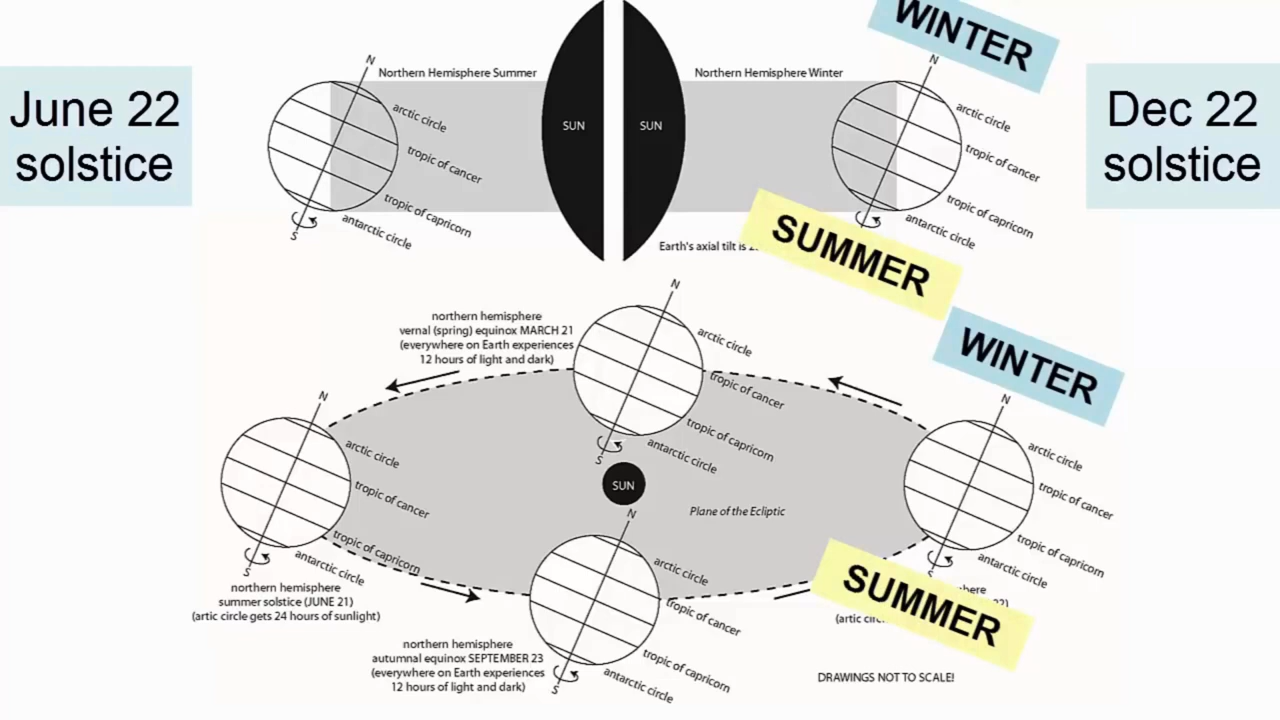 WINTER
June 22
solstice
Dec 22
solstice
N
Northern Hemisphere Summer
arctic circle
tropic of cancer
tropic of capricorn
antarctic circle
S
SUN
SUN
N
Northern Hemisphere Winter
arctic circle
tropic of cancer
tropic of capricorn
antarctic circle
S
Earth's axial tilt is
SUMMER
WINTER
northern hemisphere
vernal (spring) equinox MARCH 21
(everywhere on Earth experiences
12 hours of light and dark)
N
arctic circle
tropic of cancer
tropic of capricorn
antarctic circle
S
N
arctic circle
tropic of cancer
tropic of capricorn
antarctic circle
S
northern hemisphere
summer solstice (JUNE 21)
(artic circle gets 24 hours of sunlight)
SUN
Plane of the Ecliptic
N
arctic circle
tropic of cancer
tropic of capricorn
antarctic circle
S
N
arctic circle
tropic of cancer
tropic of capricorn
antarctic circle
S
SUMMER
(artic
northern hemisphere
autumnal equinox SEPTEMBER 23
(everywhere on Earth experiences
12 hours of light and dark)
DRAWINGS NOT TO SCALE!